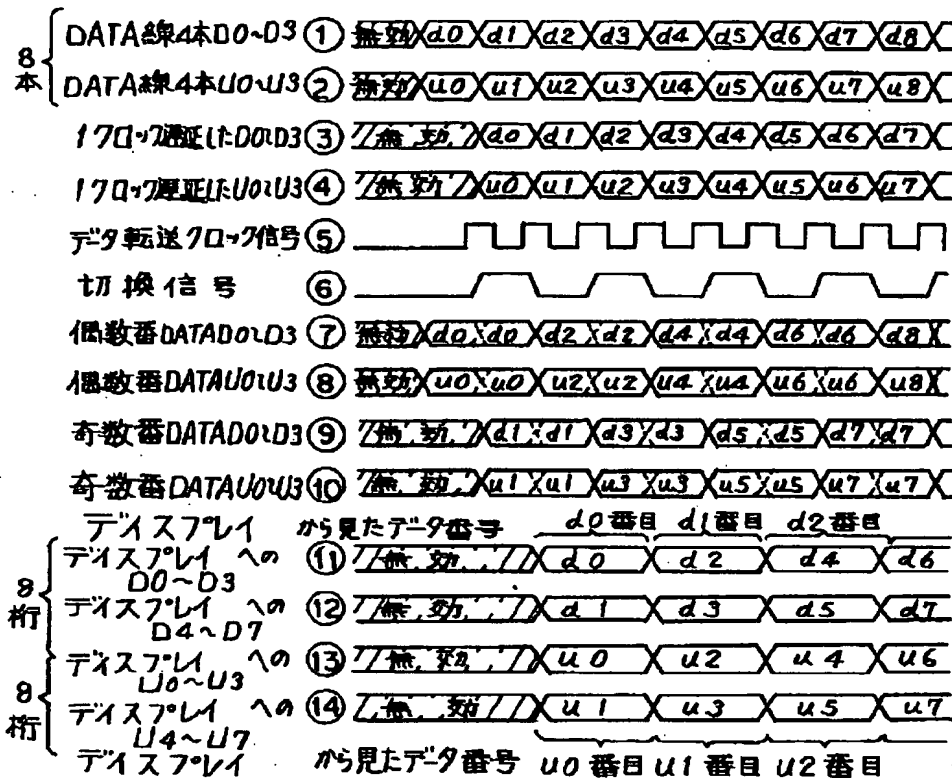 8本
DATA線4本D0~D3 ① 無効 d0 d1 d2 d3 d4 d5 d6 d7 d8
DATA線4本U0~U3 ② 無効 u0 u1 u2 u3 u4 u5 u6 u7 u8
1クロック遅延したD0~D3 ③ 無効 d0 d1 d2 d3 d4 d5 d6 d7
1クロック遅延したU0~U3 ④ 無効 u0 u1 u2 u3 u4 u5 u6 u7
データ転送クロック信号 ⑤
切換信号 ⑥
偶数番DATAD0~D3 ⑦ 無効 d0 d0 d2 d2 d4 d4 d6 d6 d8
偶数番DATAU0~U3 ⑧ 無効 u0 u0 u2 u2 u4 u4 u6 u6 u8
奇数番DATAD0~D3 ⑨ 無効 d1 d1 d3 d3 d5 d5 d7 d7
奇数番DATAU0~U3 ⑩ 無効 u1 u1 u3 u3 u5 u5 u7 u7
ディスプレイ から見たデータ番号 d0番目 d1番目 d2番目
8桁
ディスプレイ への ⑪ 無効 d0 d2 d4 d6
D0~D3
ディスプレイ への ⑫ 無効 d1 d3 d5 d7
D4~D7
8桁
ディスプレイ への ⑬ 無効 u0 u2 u4 u6
U0~U3
ディスプレイ への ⑭ 無効 u1 u3 u5 u7
U4~U7
ディスプレイ から見たデータ番号 u0番目 u1番目 u2番目